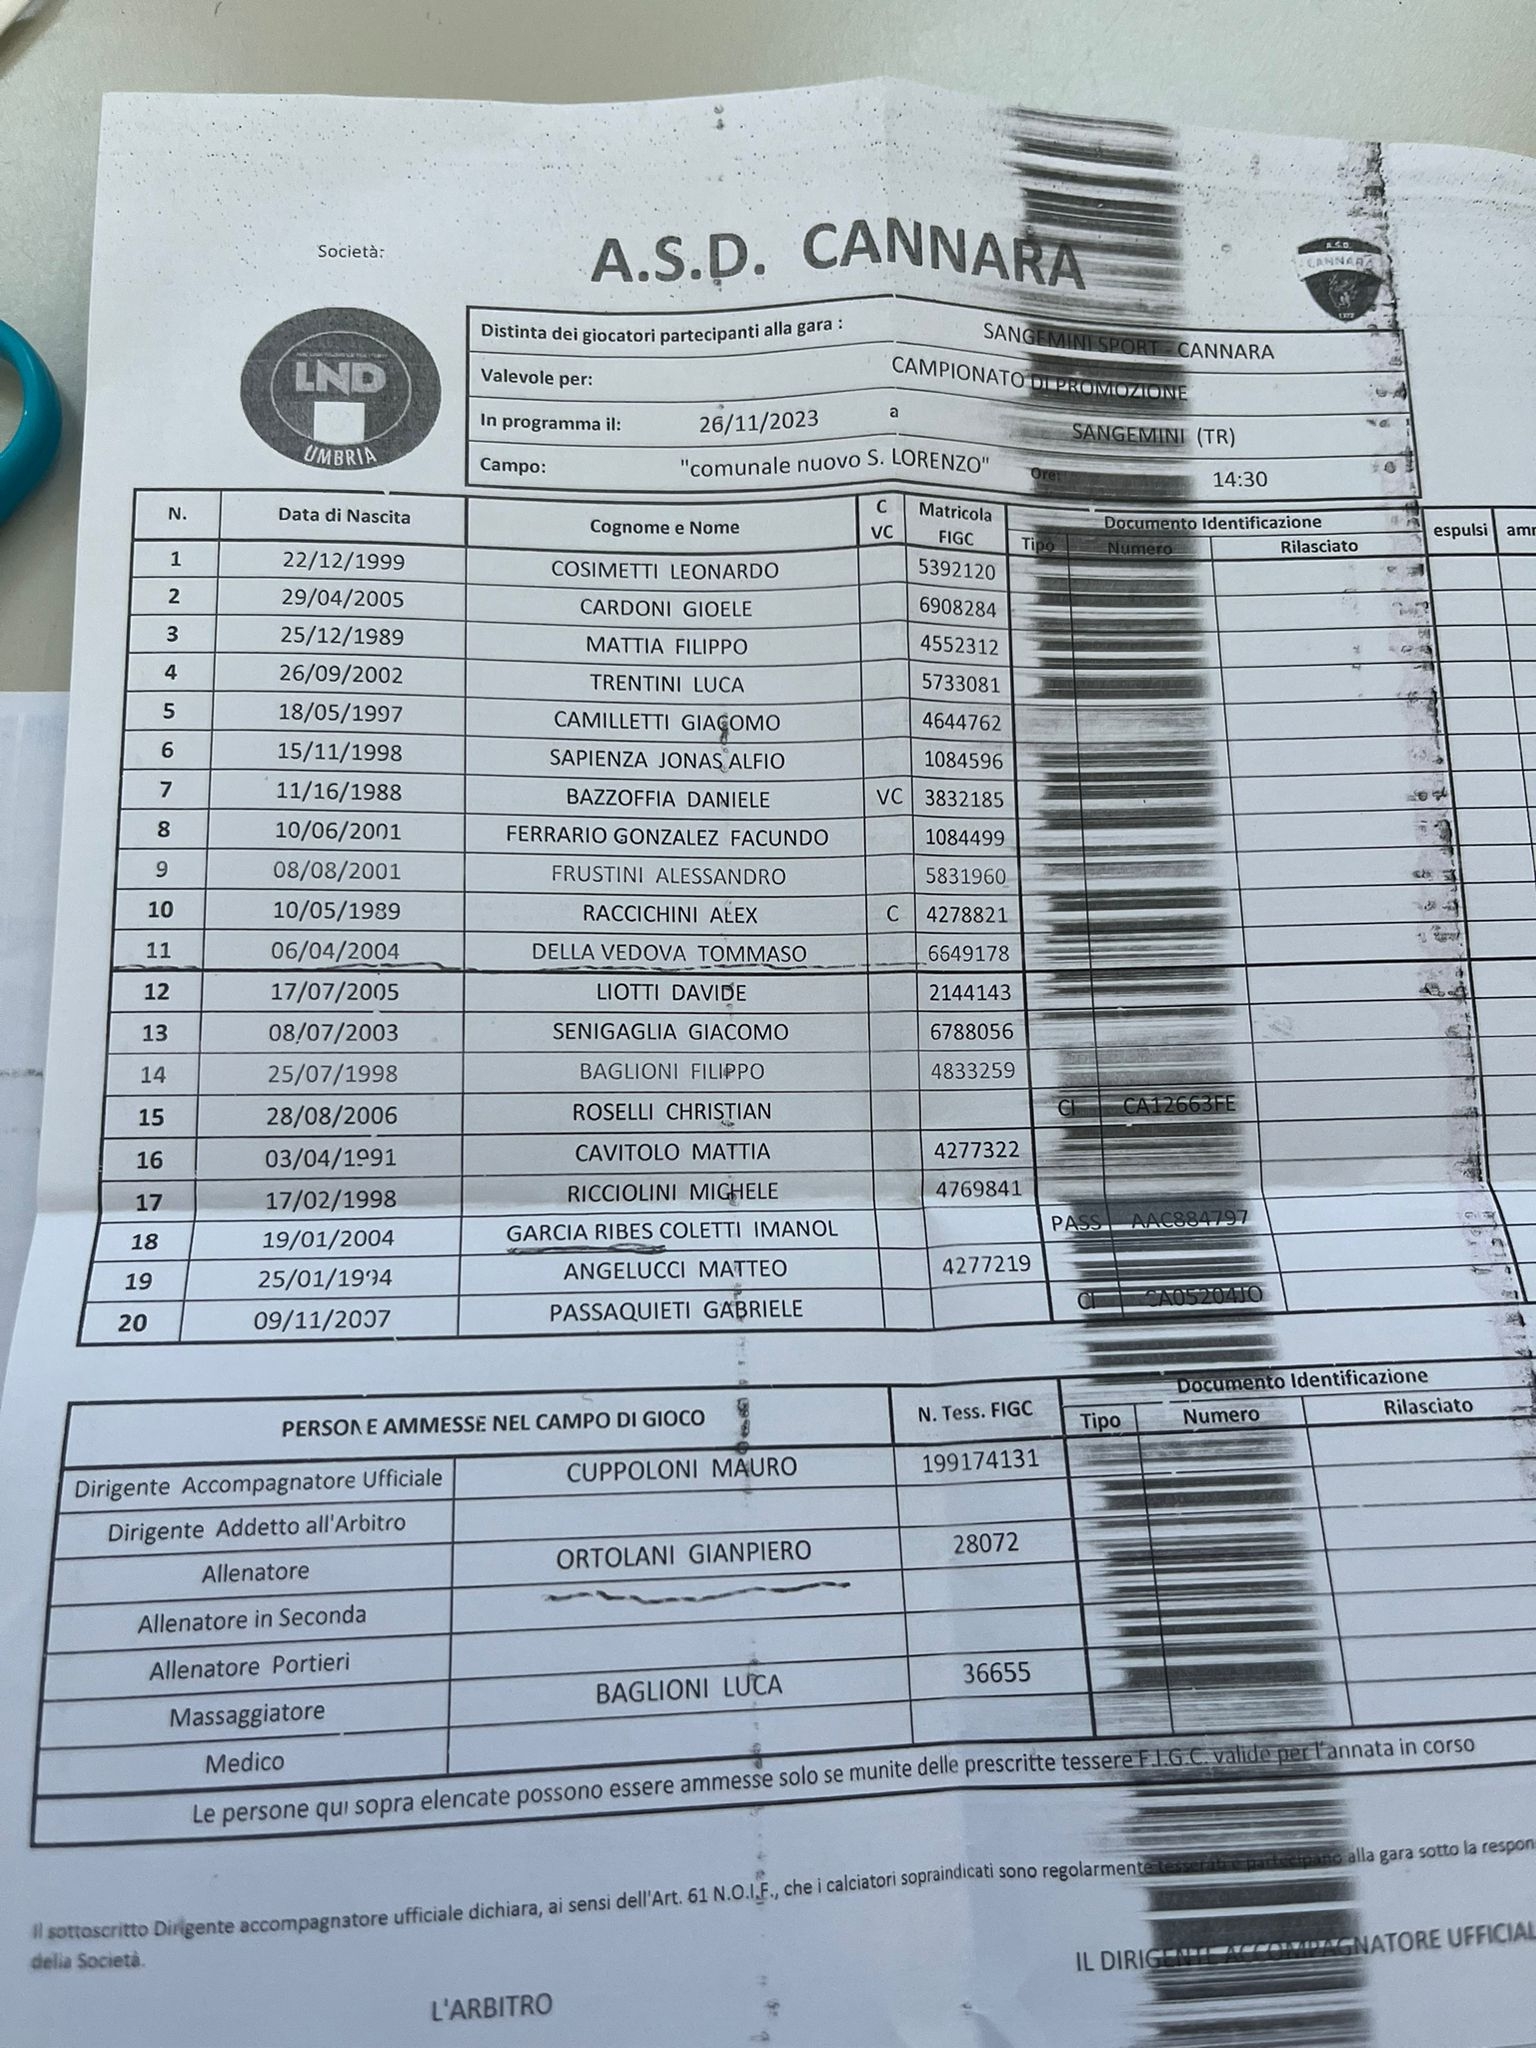 Società:
A.S.D. CANNARA
A.S.D.
CANNARA
LND
UMBRIA
Distinta dei giocatori partecipanti alla gara : SANGEMINI SPORT - CANNARA
Valevole per: CAMPIONATO DI PROMOZIONE
In programma il: 26/11/2023 a SANGEMINI (TR)
Campo: "comunale nuovo S. LORENZO" Ore: 14:30
N. Data di Nascita Cognome e Nome C VC Matricola FIGC Documento Identificazione espulsi
Tipo Numero Rilasciato
1 22/12/1999 COSIMETTI LEONARDO 5392120
2 29/04/2005 CARDONI GIOELE 6908284
3 25/12/1989 MATTIA FILIPPO 4552312
4 26/09/2002 TRENTINI LUCA 5733081
5 18/05/1997 CAMILLETTI GIACOMO 4644762
6 15/11/1998 SAPIENZA JONAS ALFIO 1084596
7 11/16/1988 BAZZOFFIA DANIELE VC 3832185
8 10/06/2001 FERRARIO GONZALEZ FACUNDO 1084499
9 08/08/2001 FRUSTINI ALESSANDRO 5831960
10 10/05/1989 RACCICHINI ALEX C 4278821
11 06/04/2004 DELLA VEDOVA TOMMASO 6649178
12 17/07/2005 LIOTTI DAVIDE 2144143
13 08/07/2003 SENIGAGLIA GIACOMO 6788056
14 25/07/1998 BAGLIONI FILIPPO 4833259
15 28/08/2006 ROSELLI CHRISTIAN CI CA12663FE
16 03/04/1991 CAVITOLO MATTIA 4277322
17 17/02/1998 RICCIOLINI MICHELE 4769841
18 19/01/2004 GARCIA RIBES COLETTI IMANOL PASS AAC884797
19 25/01/1994 ANGELUCCI MATTEO 4277219
20 09/11/2007 PASSAQUIETI GABRIELE CI CA05204JO
PERSONE AMMESSE NEL CAMPO DI GIOCO N. Tess. FIGC Documento Identificazione
Tipo Numero Rilasciato
Dirigente Accompagnatore Ufficiale CUPPOLONI MAURO 199174131
Dirigente Addetto all'Arbitro
Allenatore ORTOLANI GIANPIERO 28072
Allenatore in Seconda
Allenatore Portieri
Massaggiatore BAGLIONI LUCA 36655
Medico
Le persone qui sopra elencate possono essere ammesse solo se munite delle prescritte tessere F.I.G.C. valide per l'annata in corso
Il sottoscritto Dirigente accompagnatore ufficiale dichiara, ai sensi dell'Art. 61 N.O.I.F., che i calciatori sopraindicati sono regolarmente tesserati e partecipano alla gara sotto la respon
della Società.
IL DIRIGENTE ACCOMPAGNATORE UFFICIAL
L'ARBITRO